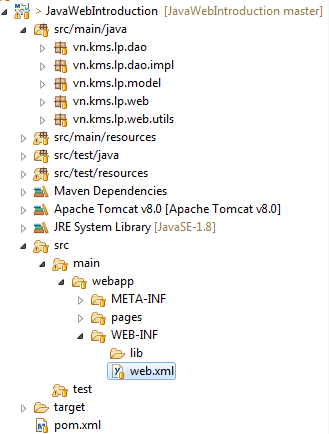 > JavaWebIntroduction [JavaWebIntroduction master]
src/main/java
vn.kms.lp.dao
vn.kms.lp.dao.impl
vn.kms.lp.model
vn.kms.lp.web
vn.kms.lp.web.utils
src/main/resources
src/test/java
src/test/resources
Maven Dependencies
Apache Tomcat v8.0 [Apache Tomcat v8.0]
JRE System Library [JavaSE-1.8]
src
main
webapp
META-INF
pages
WEB-INF
lib
web.xml
test
target
pom.xml